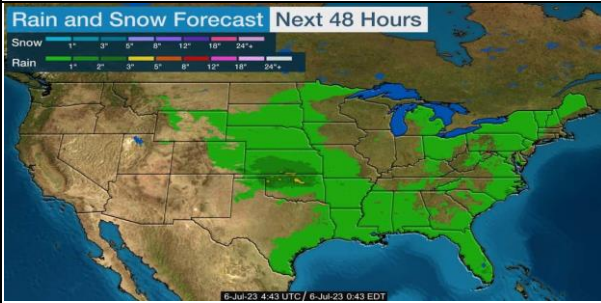 Rain and Snow Forecast Next 48 Hours
Snow 1" 3" 5" 8" 12" 18" 24"+
Rain 1" 2" 3" 5" 8" 12" 18" 24"+
6-Jul-23 4:43 UTC / 6-Jul-23 0:43 EDT